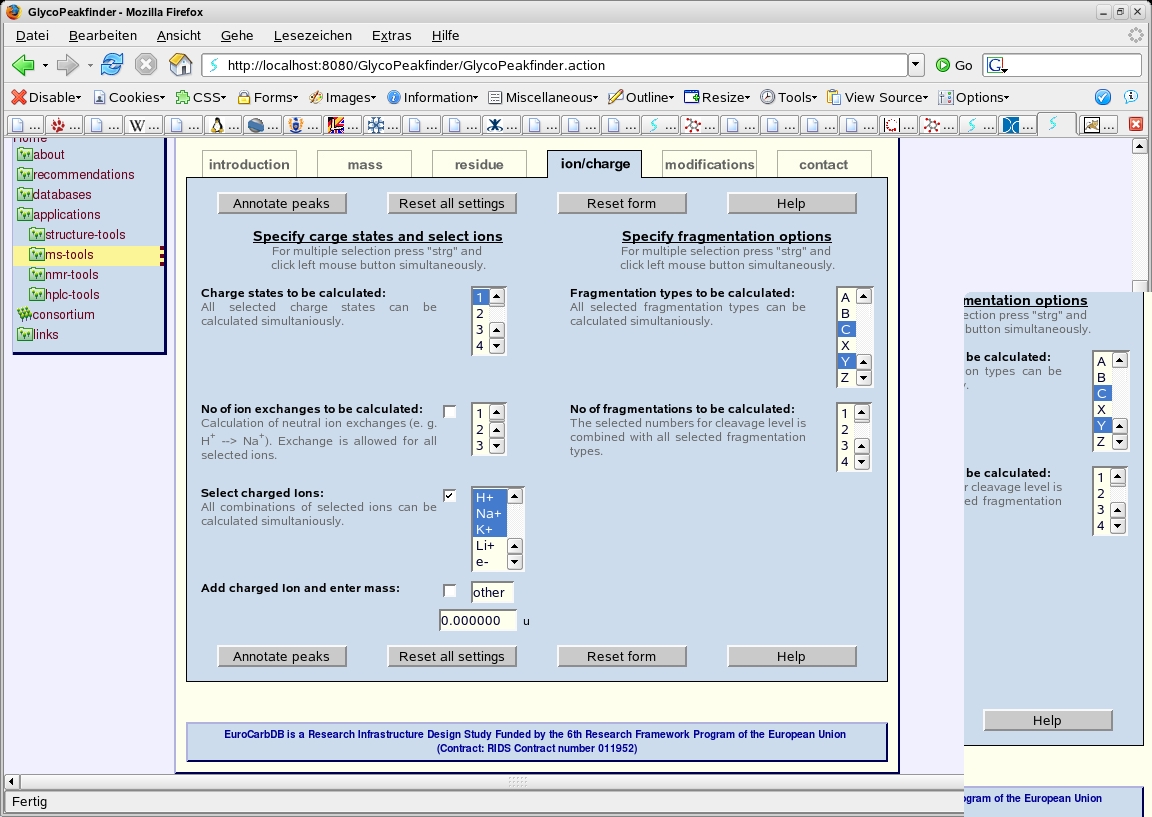 GlycoPeakfinder - Mozilla Firefox
Datei Bearbeiten Ansicht Gehe Lesezeichen Extras Hilfe
http://localhost:8080/GlycoPeakfinder/GlycoPeakfinder.action Go
Disable Cookies CSS Forms Images Information Miscellaneous Outline Resize Tools View Source Options
Home
about
recommendations
databases
applications
structure-tools
ms-tools
nmr-tools
hplc-tools
consortium
links
introduction mass residue ion/charge modifications contact
Annotate peaks Reset all settings Reset form Help
Specify carge states and select ions
For multiple selection press "strg" and
click left mouse button simultaneously.
Charge states to be calculated:
All selected charge states can be
calculated simultaniously.
1
2
3
4
No of ion exchanges to be calculated:
Calculation of neutral ion exchanges (e. g.
H+ --> Na+). Exchange is allowed for all
selected ions.
1
2
3
Select charged Ions:
All combinations of selected ions can be
calculated simultaniously.
H+
Na+
K+
Li+
e-
Add charged Ion and enter mass:
other
0.000000 u
Specify fragmentation options
For multiple selection press "strg" and
click left mouse button simultaneously.
Fragmentation types to be calculated:
All selected fragmentation types can be
calculated simultaniously.
A
B
C
X
Y
Z
No of fragmentations to be calculated:
The selected numbers for cleavage level is
combined with all selected fragmentation
types.
1
2
3
4
Annotate peaks Reset all settings Reset form Help
EuroCarbDB is a Research Infrastructure Design Study Funded by the 6th Research Framework Program of the European Union
(Contract: RIDS Contract number 011952)
mentation options
ection press "strg" and
button simultaneously.
be calculated:
on types can be
A
B
C
X
Y
Z
be calculated:
r cleavage level is
ed fragmentation
1
2
3
4
Help
ogram of the European Union
Fertig